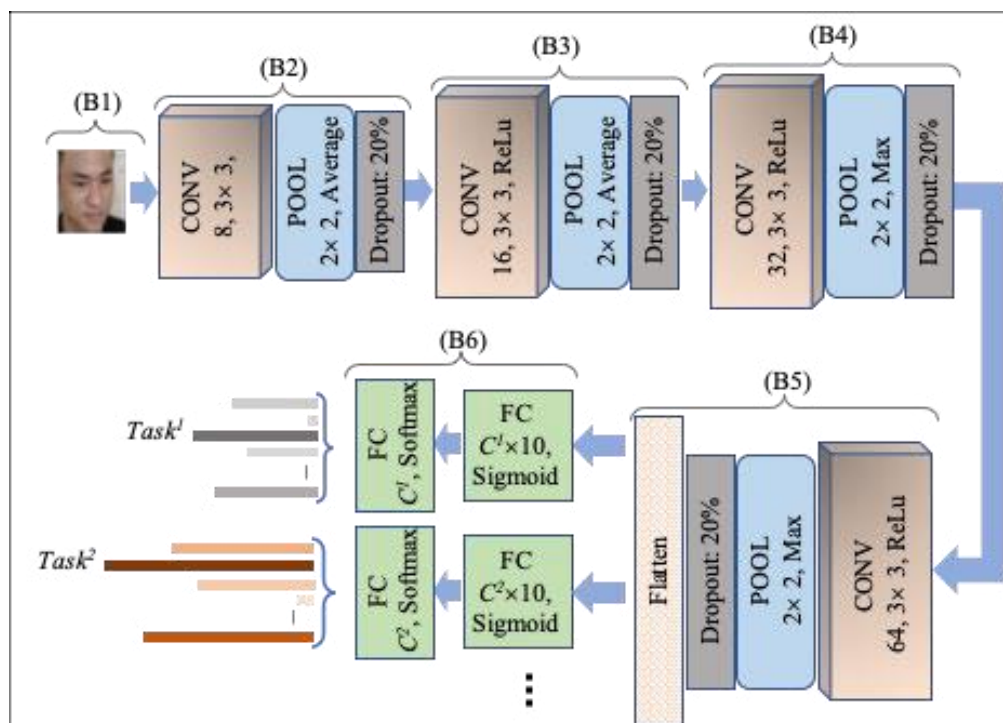 (B1)
(B2)
(B3)
(B4)
CONV
8, 3× 3,
POOL
2× 2, Average
Dropout: 20%
CONV
16, 3× 3, ReLu
POOL
2× 2, Average
Dropout: 20%
CONV
32, 3× 3, ReLu
POOL
2× 2, Max
Dropout: 20%
(B6)
(B5)
Task¹
FC
C¹, Softmax
FC
C¹×10,
Sigmoid
Task²
FC
C², Softmax
FC
C²×10,
Sigmoid
Flatten
Dropout: 20%
POOL
2× 2, Max
CONV
64, 3× 3, ReLu